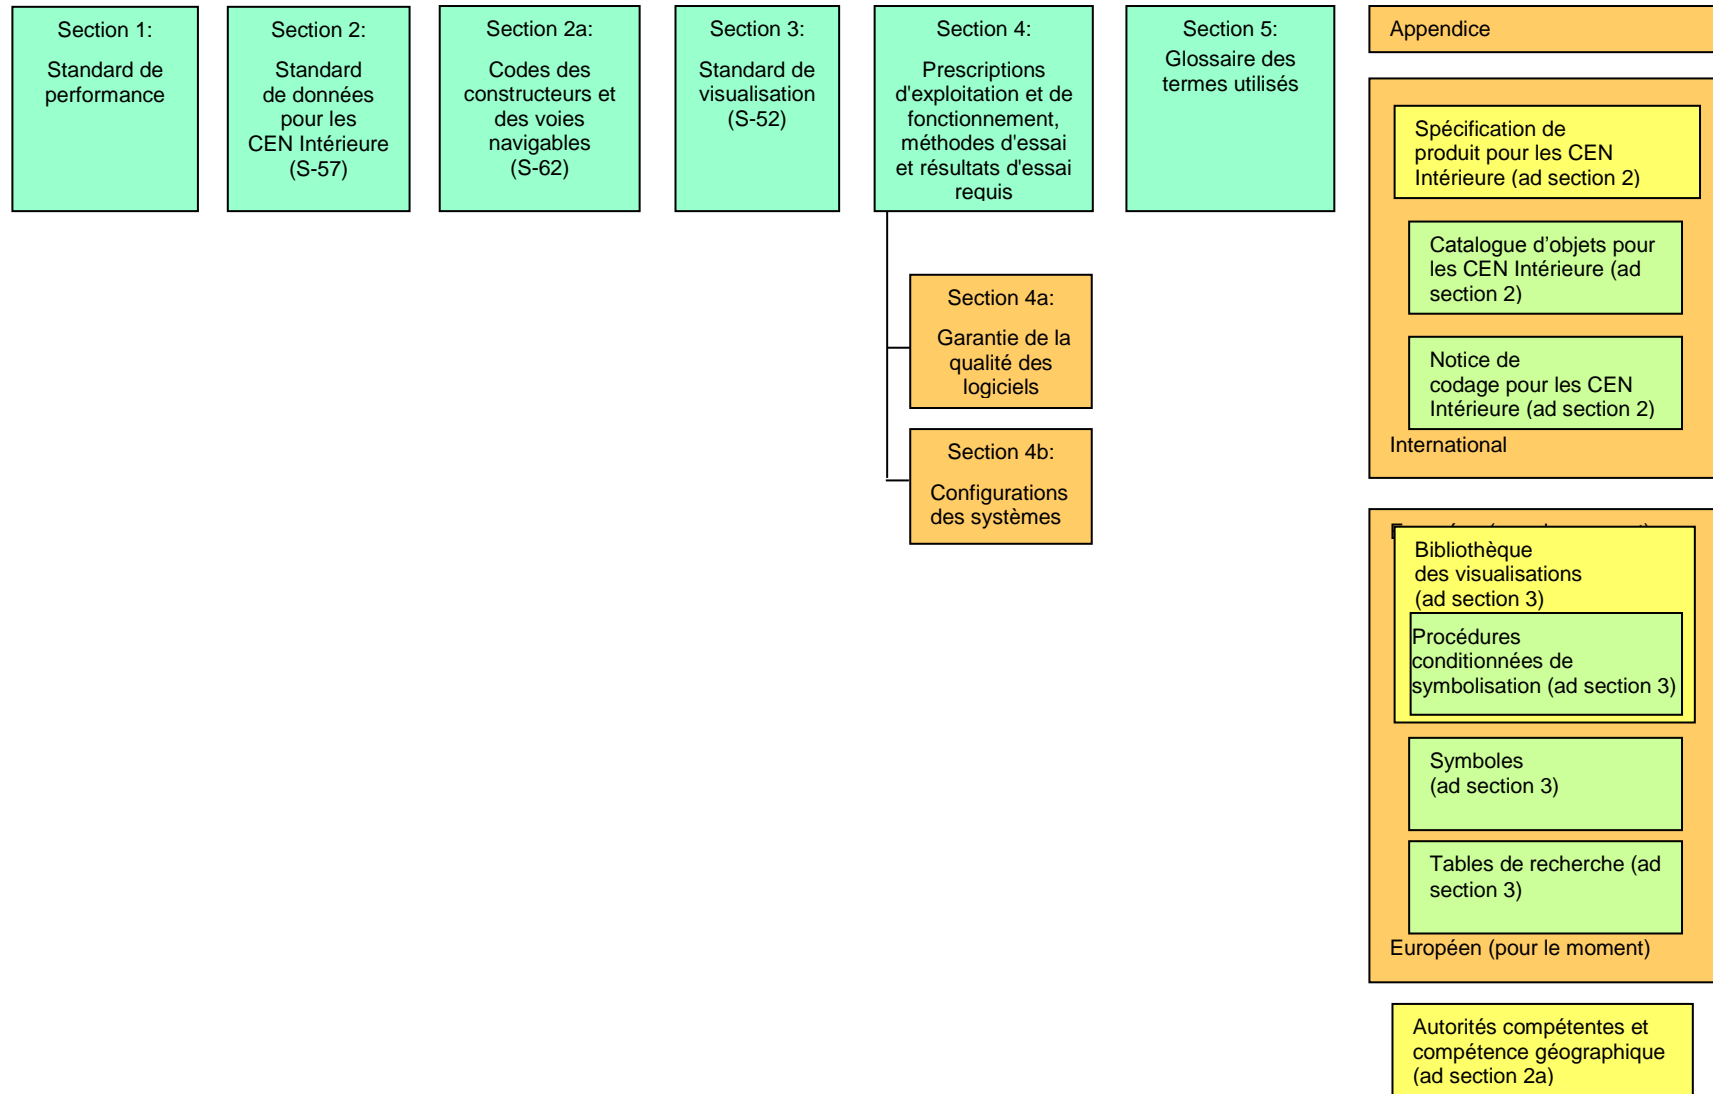 Section 1:
Standard de
performance
Section 2:
Standard
de données
pour les
CEN Intérieure
(S-57)
Section 2a:
Codes des
constructeurs et
des voies
navigables
(S-62)
Section 3:
Standard de
visualisation
(S-52)
Section 4:
Prescriptions
d'exploitation et de
fonctionnement,
méthodes d'essai
et résultats d'essai
requis
Section 4a:
Garantie de la
qualité des
logiciels
Section 4b:
Configurations
des systèmes
Section 5:
Glossaire des
termes utilisés
Appendice
Spécification de
produit pour les CEN
Intérieure (ad section 2)
Catalogue d’objets pour
les CEN Intérieure (ad
section 2)
Notice de
codage pour les CEN
Intérieure (ad section 2)
International
Bibliothèque
des visualisations
(ad section 3)
Procédures
conditionnées de
symbolisation (ad section 3)
Symboles
(ad section 3)
Tables de recherche (ad
section 3)
Européen (pour le moment)
Autorités compétentes et
compétence géographique
(ad section 2a)